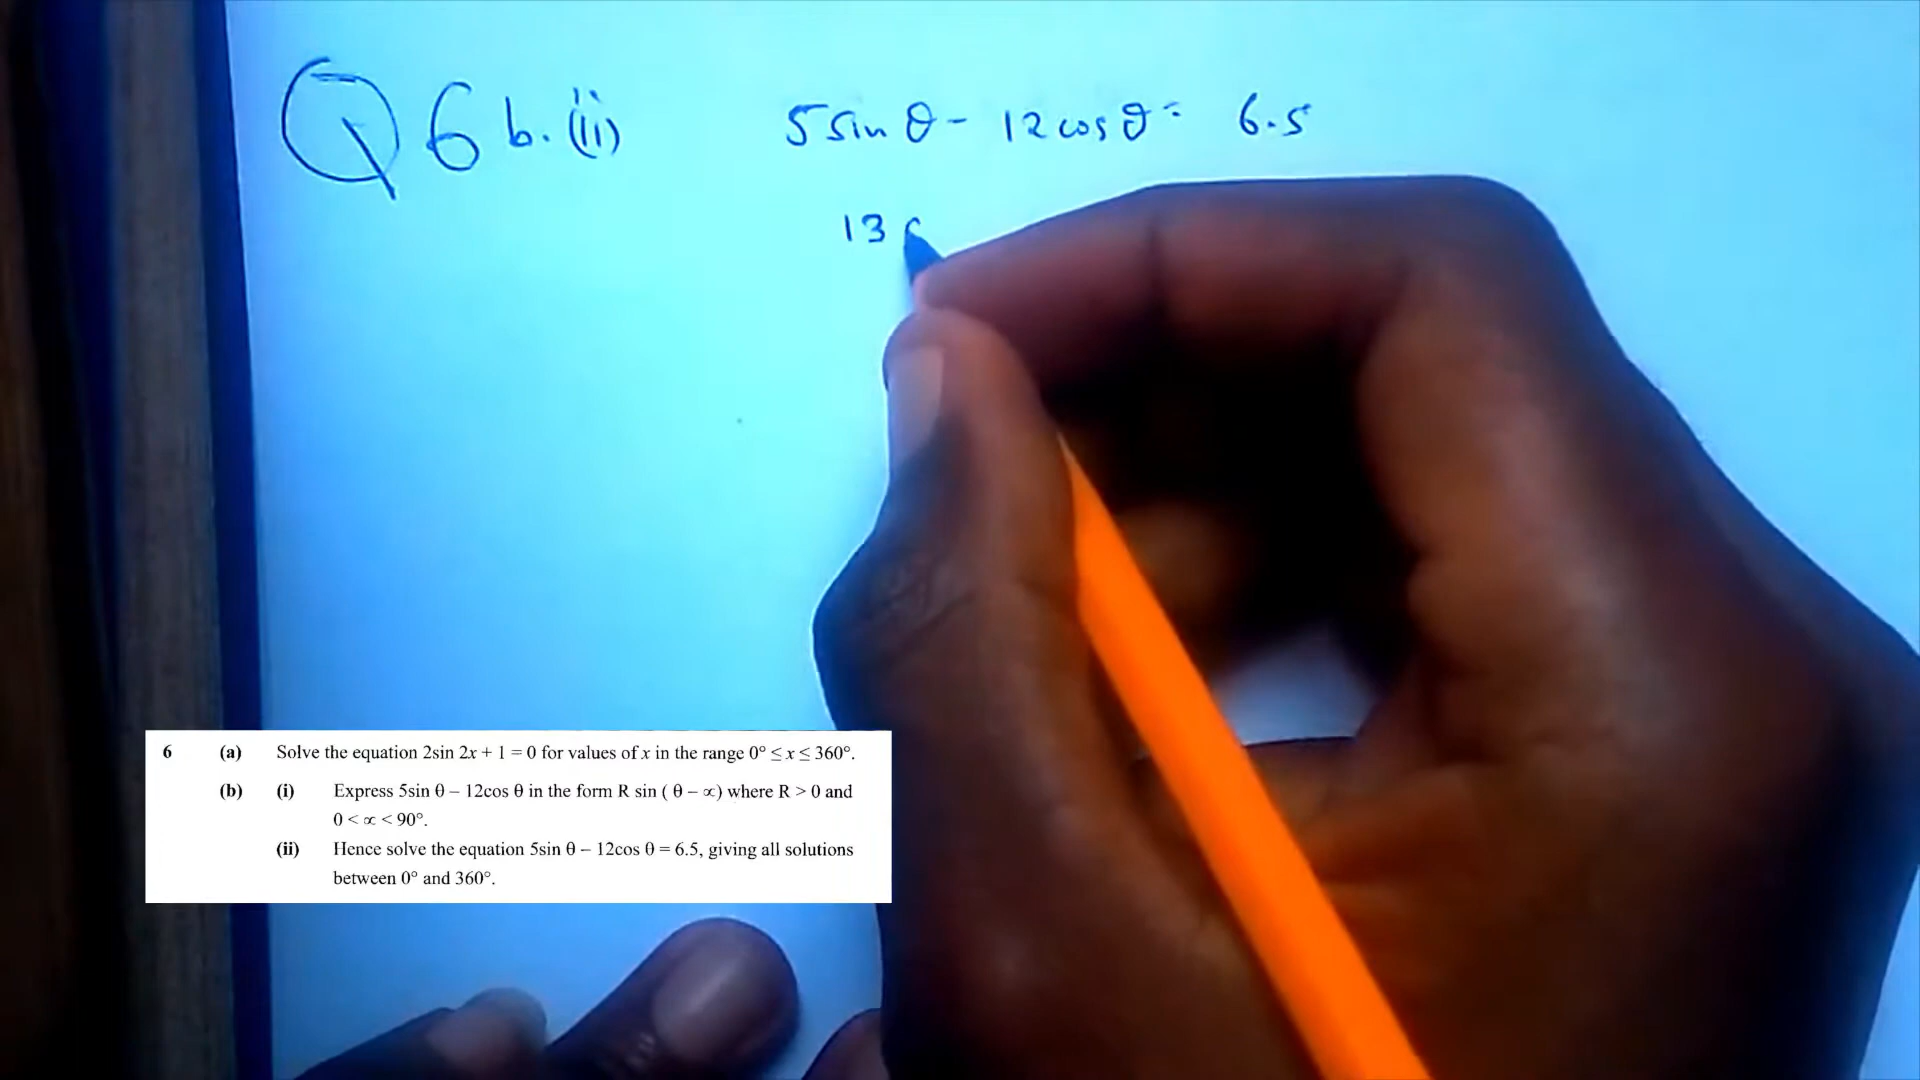 Q6 b. (ii) 5 sin θ - 12 cos θ = 6.5
13
6 (a) Solve the equation 2sin 2x + 1 = 0 for values of x in the range 0° ≤ x ≤ 360°.
(b) (i) Express 5sin θ – 12cos θ in the form R sin ( θ – ∝) where R > 0 and
0 < ∝ < 90°.
(ii) Hence solve the equation 5sin θ – 12cos θ = 6.5, giving all solutions
between 0° and 360°.